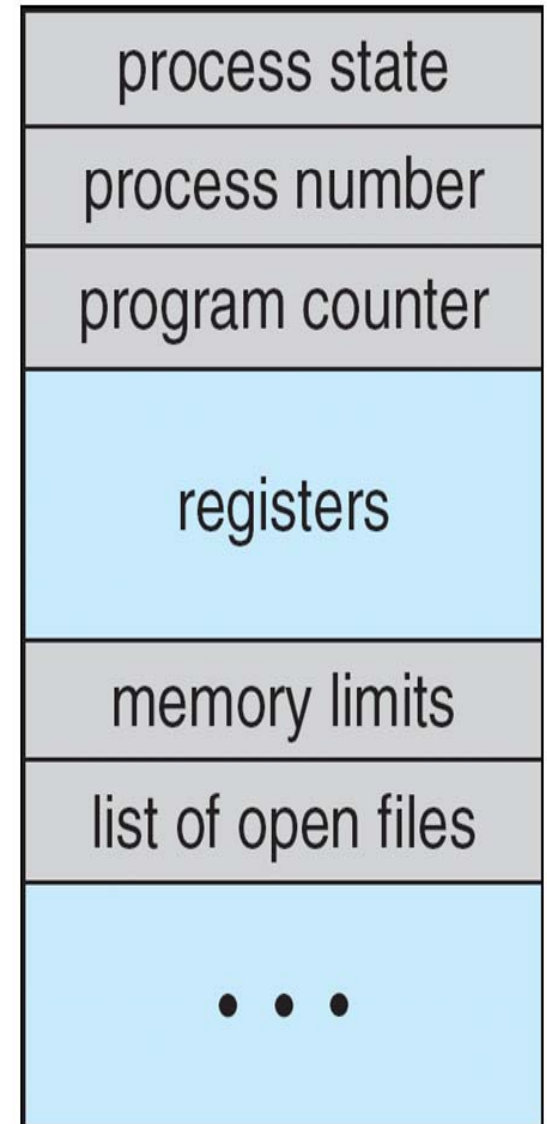 process state
process number
program counter
registers
memory limits
list of open files
• • •